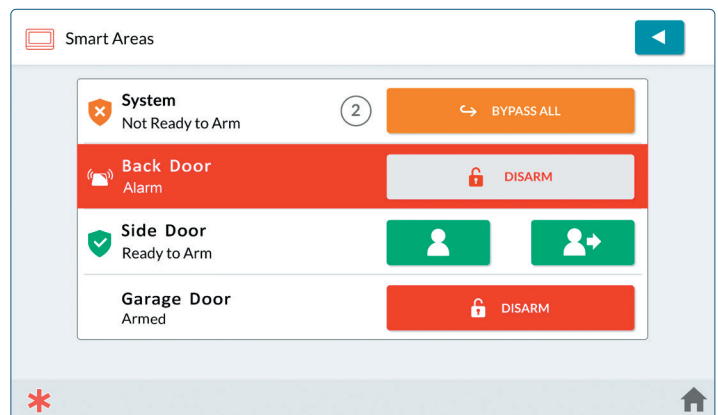 Smart Areas
System
Not Ready to Arm
2
BYPASS ALL
Back Door
Alarm
DISARM
Side Door
Ready to Arm
Garage Door
Armed
DISARM